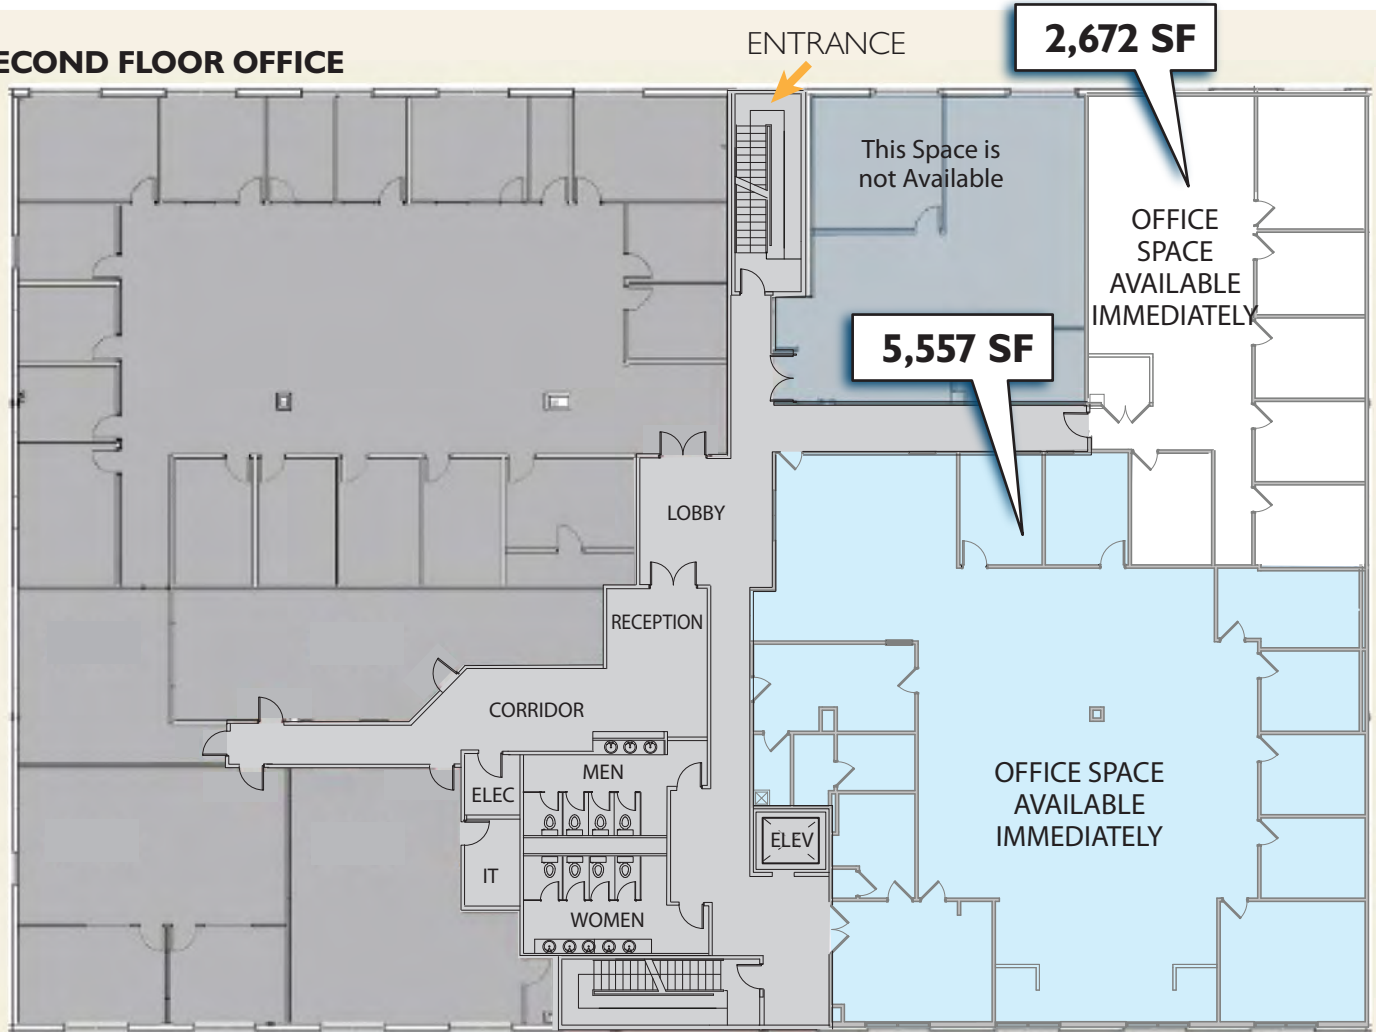 ECOND FLOOR OFFICE
ENTRANCE
2,672 SF
This Space is
not Available
OFFICE
SPACE
AVAILABLE
IMMEDIATELY
5,557 SF
LOBBY
RECEPTION
CORRIDOR
MEN
ELEC
OFFICE SPACE
AVAILABLE
IMMEDIATELY
ELEV
IT
WOMEN